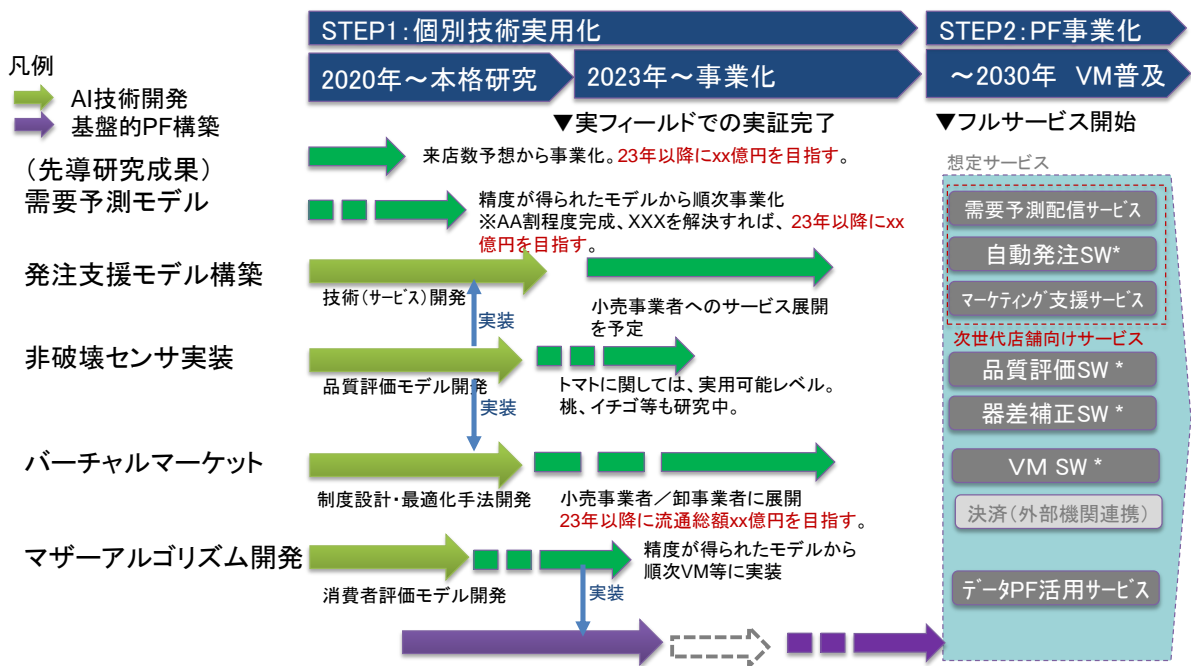 STEP1:個別技術実用化
STEP2:PF事業化
2020年～本格研究
2023年～事業化
～2030年 VM普及
凡例
AI技術開発
基盤的PF構築
▼実フィールドでの実証完了
▼フルサービス開始
(先導研究成果)
需要予測モデル
来店数予想から事業化。23年以降にxx億円を目指す。
精度が得られたモデルから順次事業化
※AA割程度完成、XXXを解決すれば、23年以降にxx
億円を目指す。
発注支援モデル構築
技術(サービス)開発
小売事業者へのサービス展開
を予定
実装
非破壊センサ実装
品質評価モデル開発
トマトに関しては、実用可能レベル。
桃、イチゴ等も研究中。
実装
バーチャルマーケット
制度設計・最適化手法開発
小売事業者／卸事業者に展開
23年以降に流通総額xx億円を目指す。
マザーアルゴリズム開発
消費者評価モデル開発
精度が得られたモデルから
順次VM等に実装
実装
想定サービス
需要予測配信サービス
自動発注SW*
マーケティング支援サービス
次世代店舗向けサービス
品質評価SW *
器差補正SW *
VM SW *
決済(外部機関連携)
データPF活用サービス